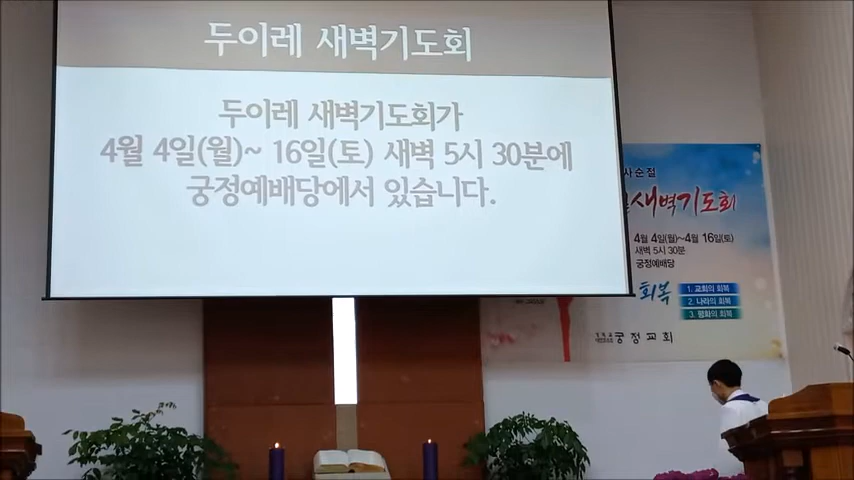 두이레 새벽기도회
두이레 새벽기도회가
4월 4일(월)~ 16일(토) 새벽 5시 30분에
궁정예배당에서 있습니다.
사순절
새벽기도회
4월 4일(월)~4월 16일(토)
새벽 5시 30분
궁정예배당
회복
1. 교회의 회복
2. 나라의 회복
3. 평화의 회복
궁정교회